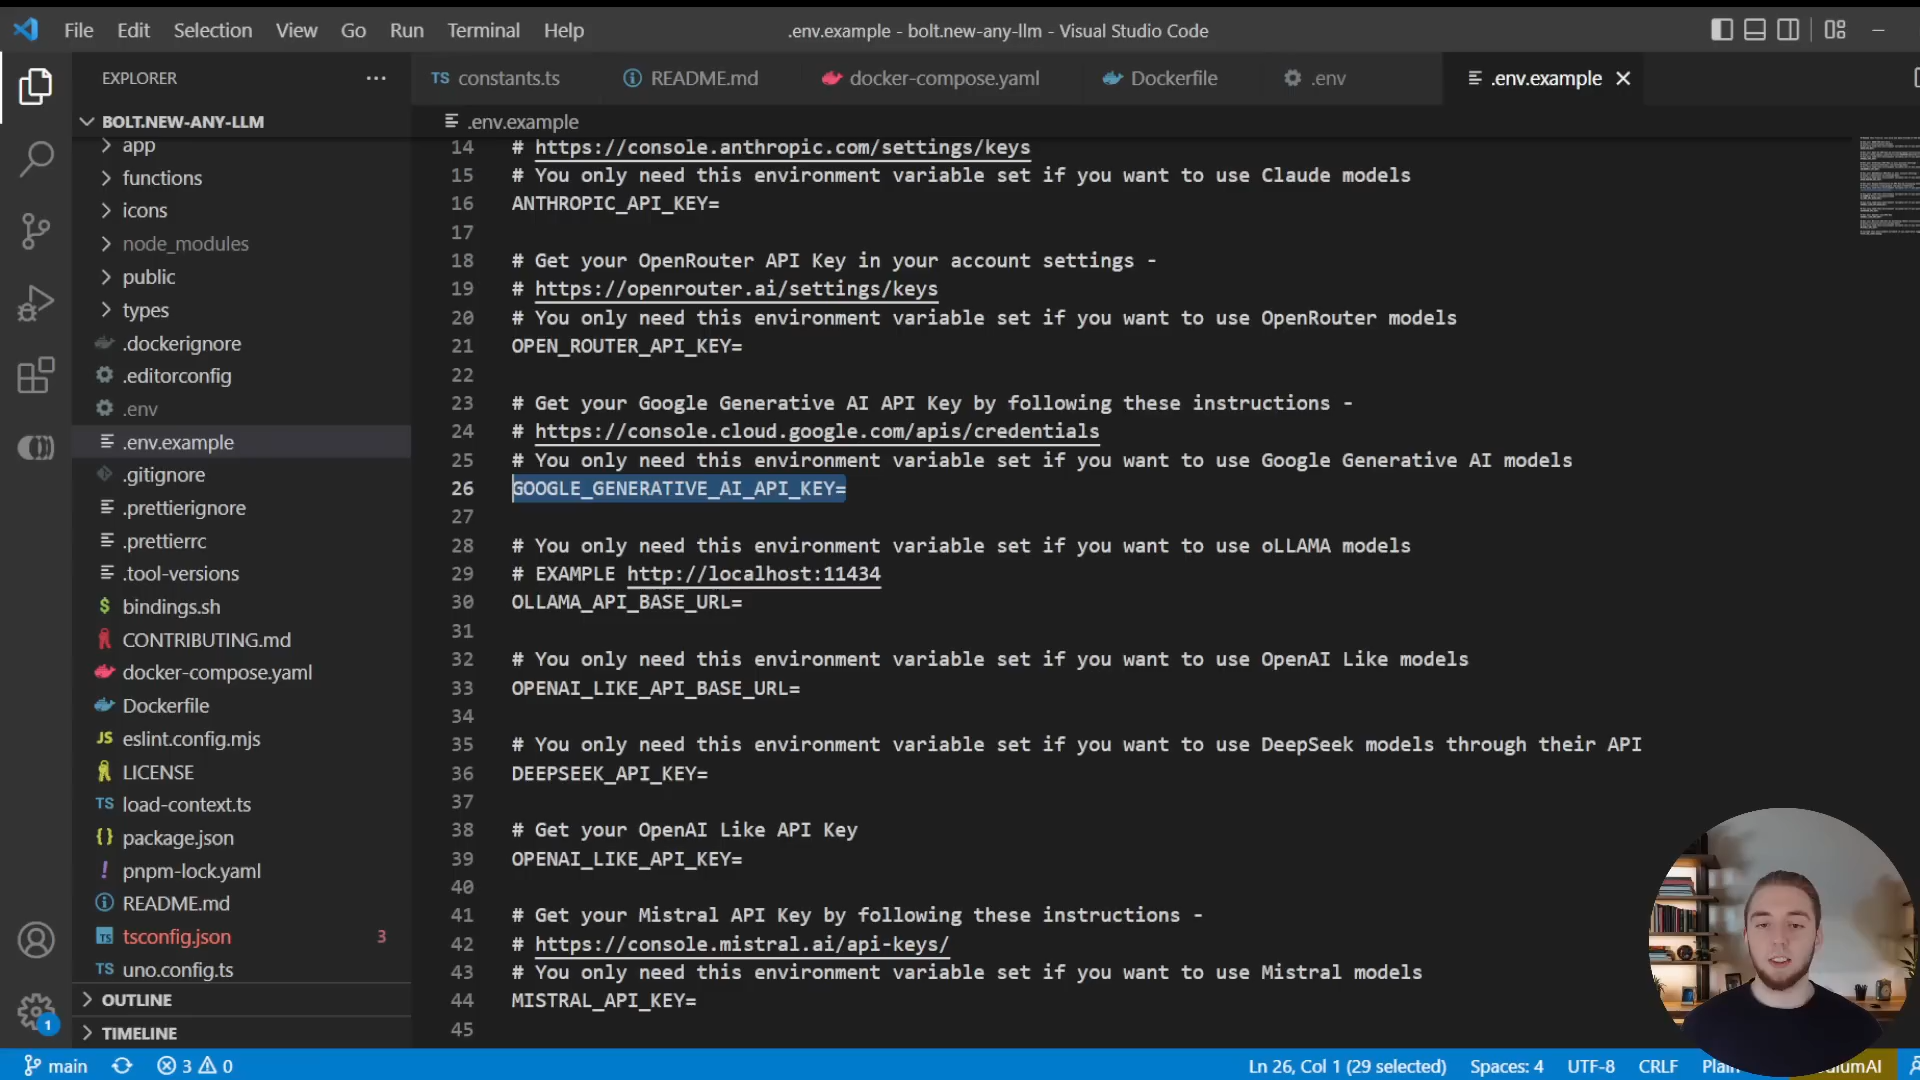 File Edit Selection View Go Run Terminal Help
.env.example - bolt.new-any-llm - Visual Studio Code
EXPLORER
TS constants.ts
README.md
docker-compose.yaml
Dockerfile
.env
.env.example
BOLT.NEW-ANY-LLM
.env.example
app
functions
icons
node_modules
public
types
.dockerignore
.editorconfig
.env
.env.example
.gitignore
.prettierignore
.prettierrc
.tool-versions
$ bindings.sh
CONTRIBUTING.md
docker-compose.yaml
Dockerfile
JS eslint.config.mjs
LICENSE
TS load-context.ts
{} package.json
! pnpm-lock.yaml
README.md
TS tsconfig.json 3
TS uno.config.ts
OUTLINE
TIMELINE
14 # https://console.anthropic.com/settings/keys
15 # You only need this environment variable set if you want to use Claude models
16 ANTHROPIC_API_KEY=
17
18 # Get your OpenRouter API Key in your account settings -
19 # https://openrouter.ai/settings/keys
20 # You only need this environment variable set if you want to use OpenRouter models
21 OPEN_ROUTER_API_KEY=
22
23 # Get your Google Generative AI API Key by following these instructions -
24 # https://console.cloud.google.com/apis/credentials
25 # You only need this environment variable set if you want to use Google Generative AI models
26 GOOGLE_GENERATIVE_AI_API_KEY=
27
28 # You only need this environment variable set if you want to use oLLAMA models
29 # EXAMPLE http://localhost:11434
30 OLLAMA_API_BASE_URL=
31
32 # You only need this environment variable set if you want to use OpenAI Like models
33 OPENAI_LIKE_API_BASE_URL=
34
35 # You only need this environment variable set if you want to use DeepSeek models through their API
36 DEEPSEEK_API_KEY=
37
38 # Get your OpenAI Like API Key
39 OPENAI_LIKE_API_KEY=
40
41 # Get your Mistral API Key by following these instructions -
42 # https://console.mistral.ai/api-keys/
43 # You only need this environment variable set if you want to use Mistral models
44 MISTRAL_API_KEY=
45
1
main 3 0
Ln 26, Col 1 (29 selected) Spaces: 4 UTF-8 CRLF